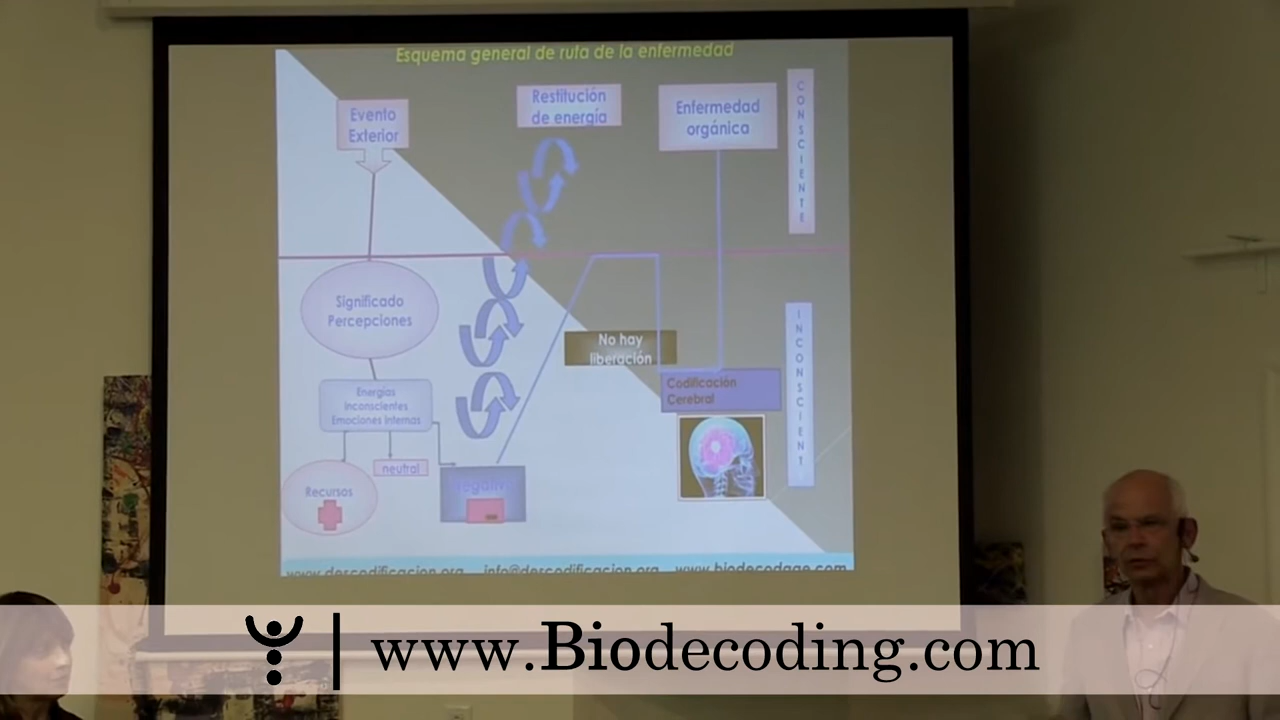 Esquema general de ruta de la enfermedad
Evento
Exterior
Restitución
de energía
Enfermedad
orgánica
CONSCIENTE
Significado
Percepciones
No hay
liberación
Energías
Inconscientes
Emociones internas
Codificación
Cerebral
INCONSCIENT
Recursos
neutral
www.descodificacion.org info@descodificacion.org www.biodecodage.com
www.Biodecoding.com